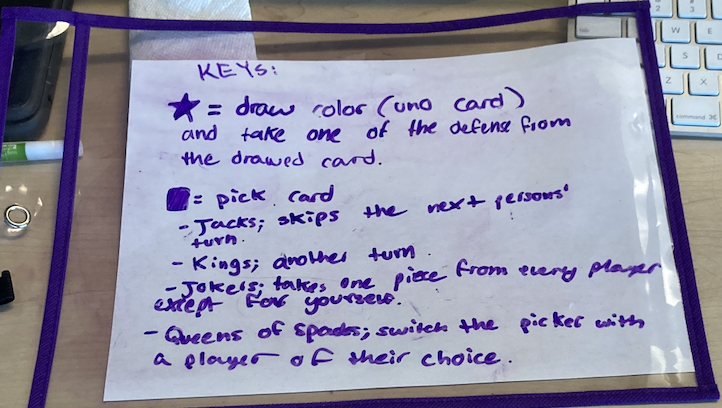 KEYS:
★ = draw color (uno card)
and take one of the defense from
the drawed card.
■ = pick card
- Jacks; skips the next persons'
turn.
- Kings; another turn.
- Jokers; takes one piece from every player
except for yourself.
- Queens of Spads; switch the picker with
a player of their choice.
W E
Z X
command ⌘